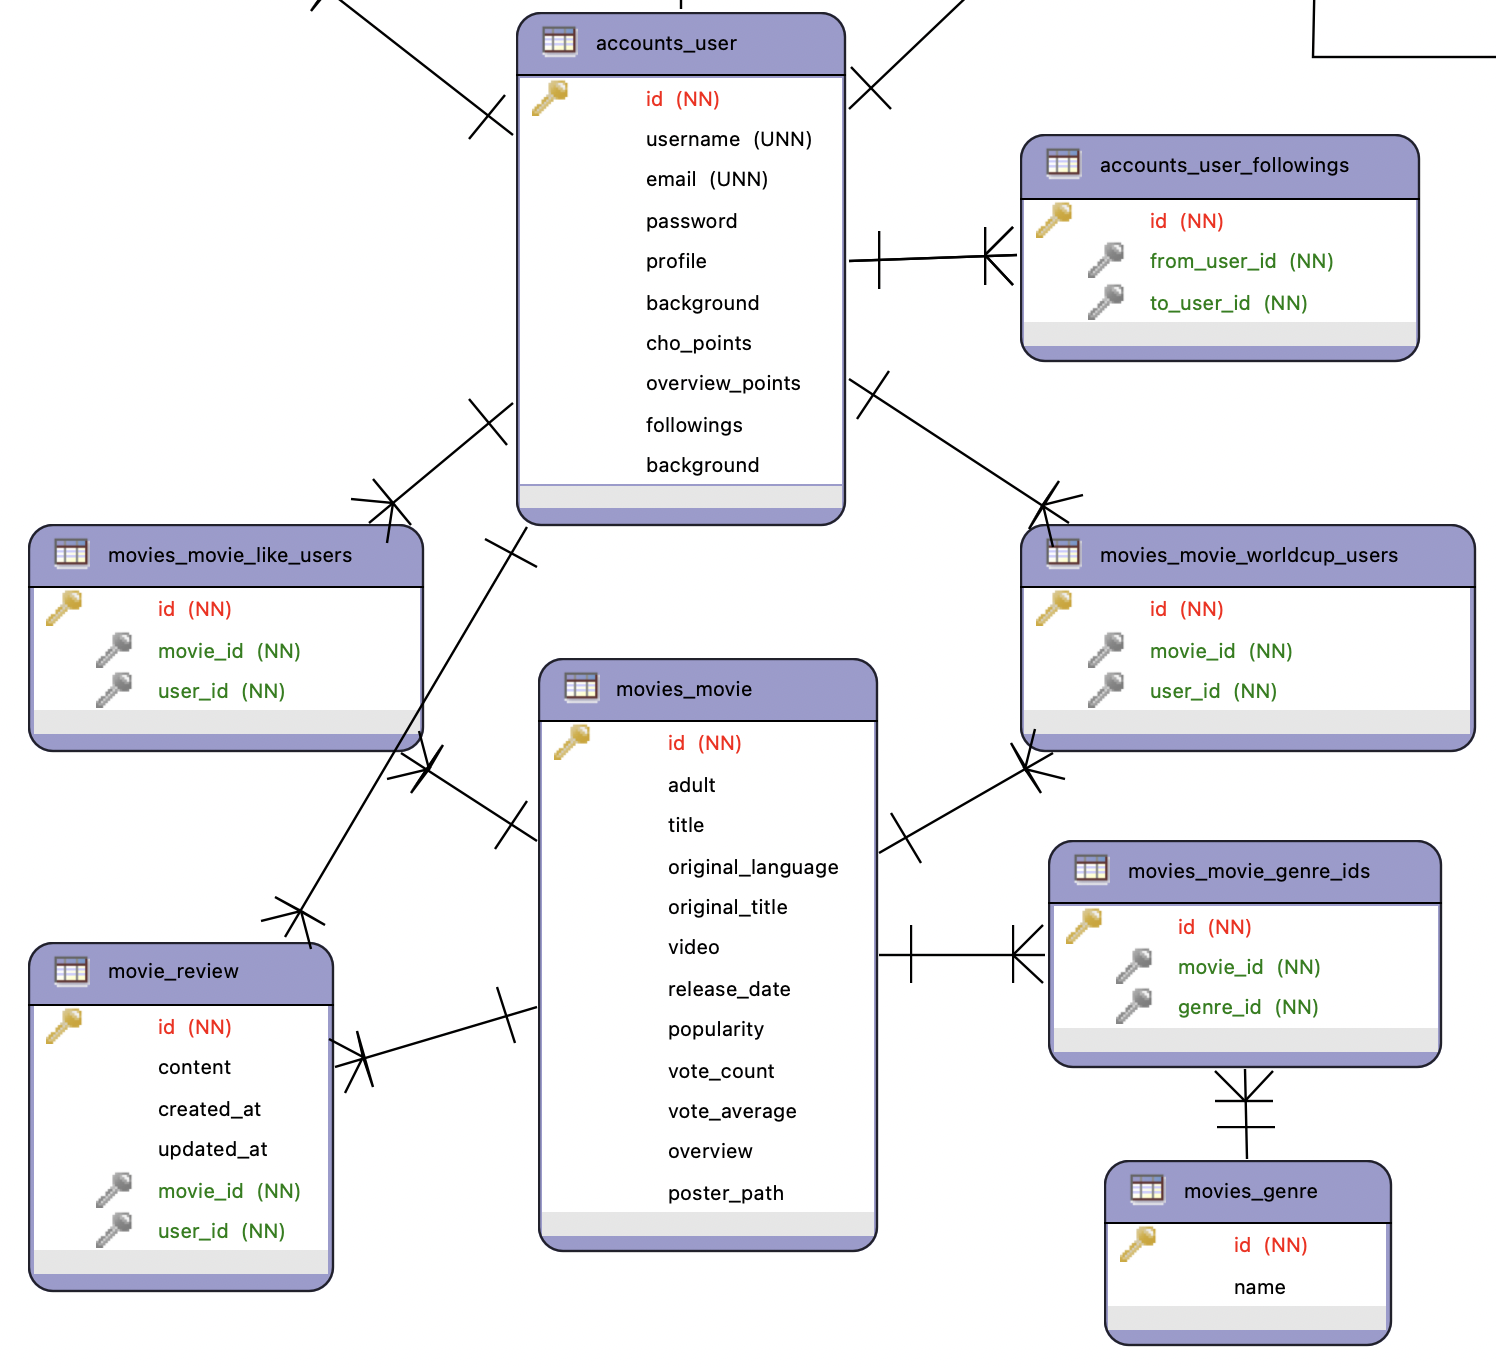 accounts_user
id (NN)
username (UNN)
email (UNN)
password
profile
background
cho_points
overview_points
followings
background
accounts_user_followings
id (NN)
from_user_id (NN)
to_user_id (NN)
movies_movie_like_users
id (NN)
movie_id (NN)
user_id (NN)
movies_movie_worldcup_users
id (NN)
movie_id (NN)
user_id (NN)
movies_movie
id (NN)
adult
title
original_language
original_title
video
release_date
popularity
vote_count
vote_average
overview
poster_path
movies_movie_genre_ids
id (NN)
movie_id (NN)
genre_id (NN)
movie_review
id (NN)
content
created_at
updated_at
movie_id (NN)
user_id (NN)
movies_genre
id (NN)
name